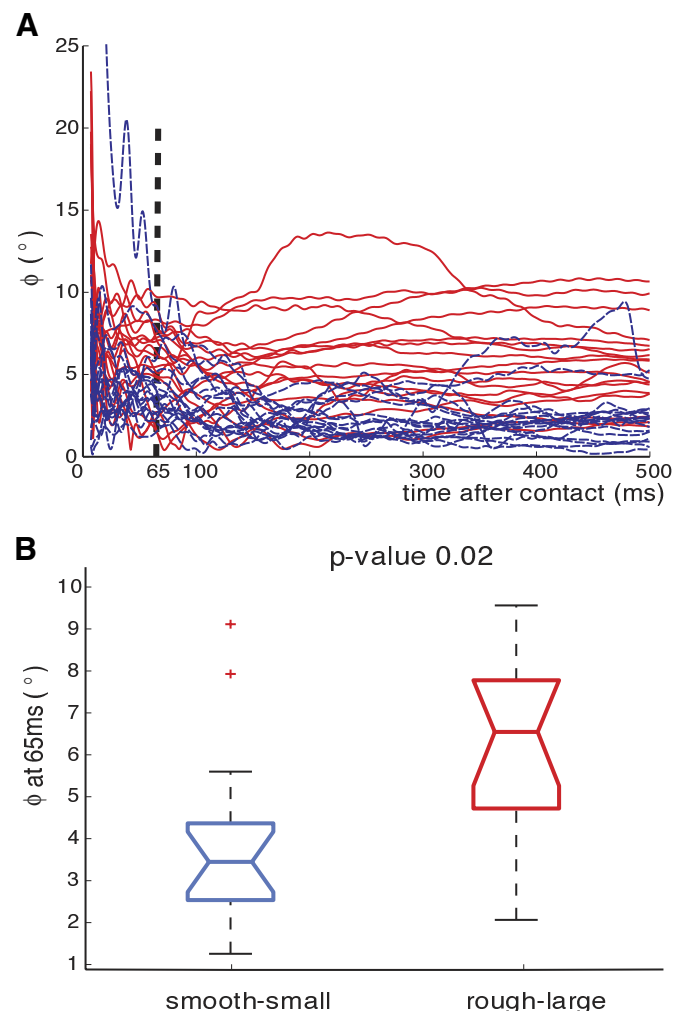 A
25
20
15
10
5
0
ϕ (°)
0 65 100 200 300 400 500
time after contact (ms)
B
p-value 0.02
10
9
8
7
6
5
4
3
2
1
ϕ at 65ms (°)
smooth-small rough-large